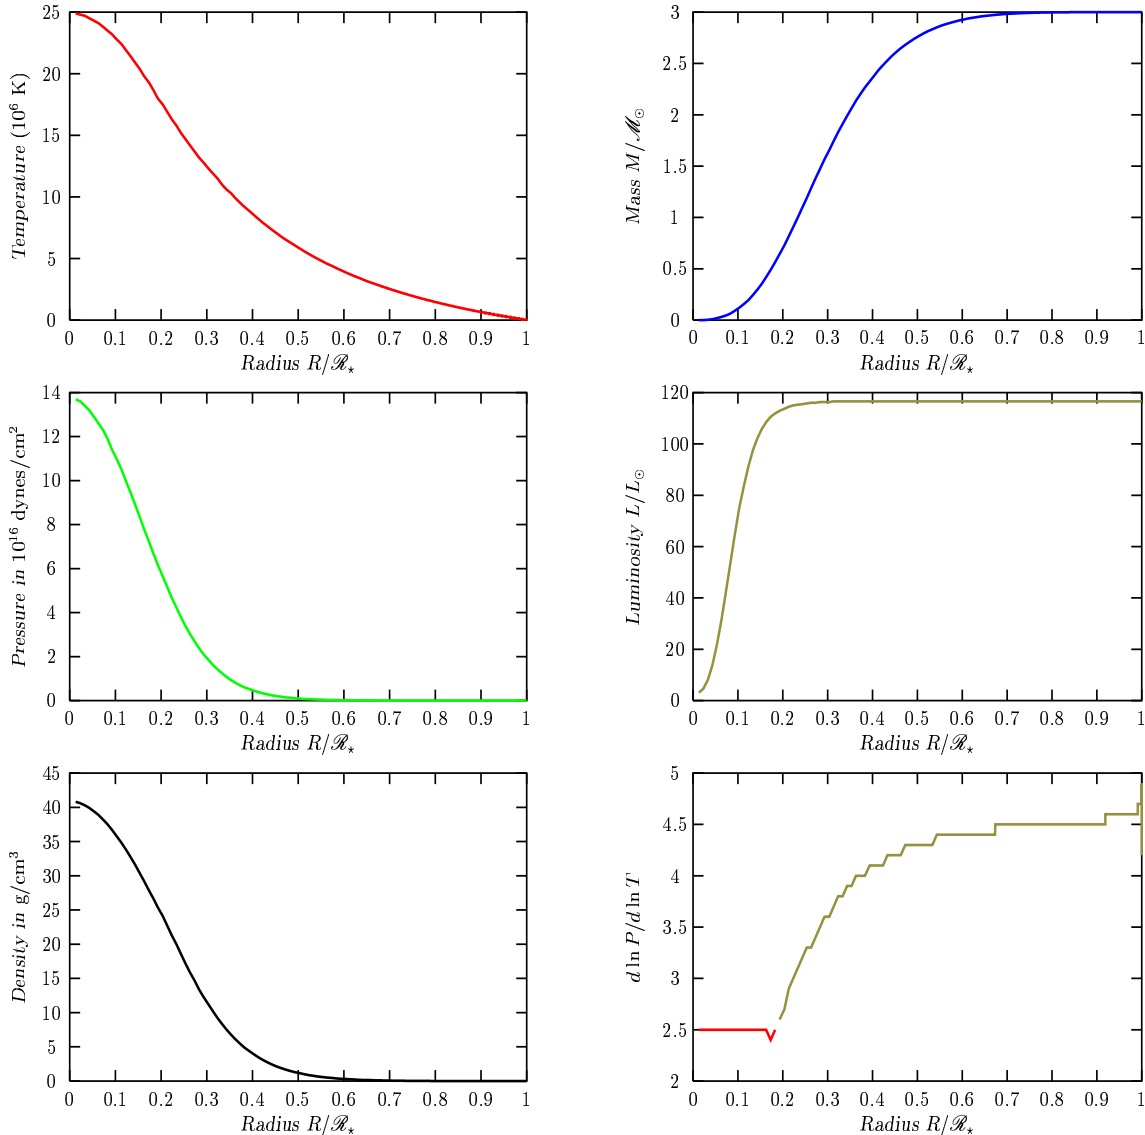 25
20
15
10
5
0
0 0.1 0.2 0.3 0.4 0.5 0.6 0.7 0.8 0.9 1
Temperature (10⁶ K)
Radius R/ℛ⋆
3
2.5
2
1.5
1
0.5
0
0 0.1 0.2 0.3 0.4 0.5 0.6 0.7 0.8 0.9 1
Mass M/ℳ⊙
Radius R/ℛ⋆
14
12
10
8
6
4
2
0
0 0.1 0.2 0.3 0.4 0.5 0.6 0.7 0.8 0.9 1
Pressure in 10¹⁶ dynes/cm²
Radius R/ℛ⋆
120
100
80
60
40
20
0
0 0.1 0.2 0.3 0.4 0.5 0.6 0.7 0.8 0.9 1
Luminosity L/L⊙
Radius R/ℛ⋆
45
40
35
30
25
20
15
10
5
0
0 0.1 0.2 0.3 0.4 0.5 0.6 0.7 0.8 0.9 1
Density in g/cm³
Radius R/ℛ⋆
5
4.5
4
3.5
3
2.5
2
0 0.1 0.2 0.3 0.4 0.5 0.6 0.7 0.8 0.9 1
d ln P/d ln T
Radius R/ℛ⋆